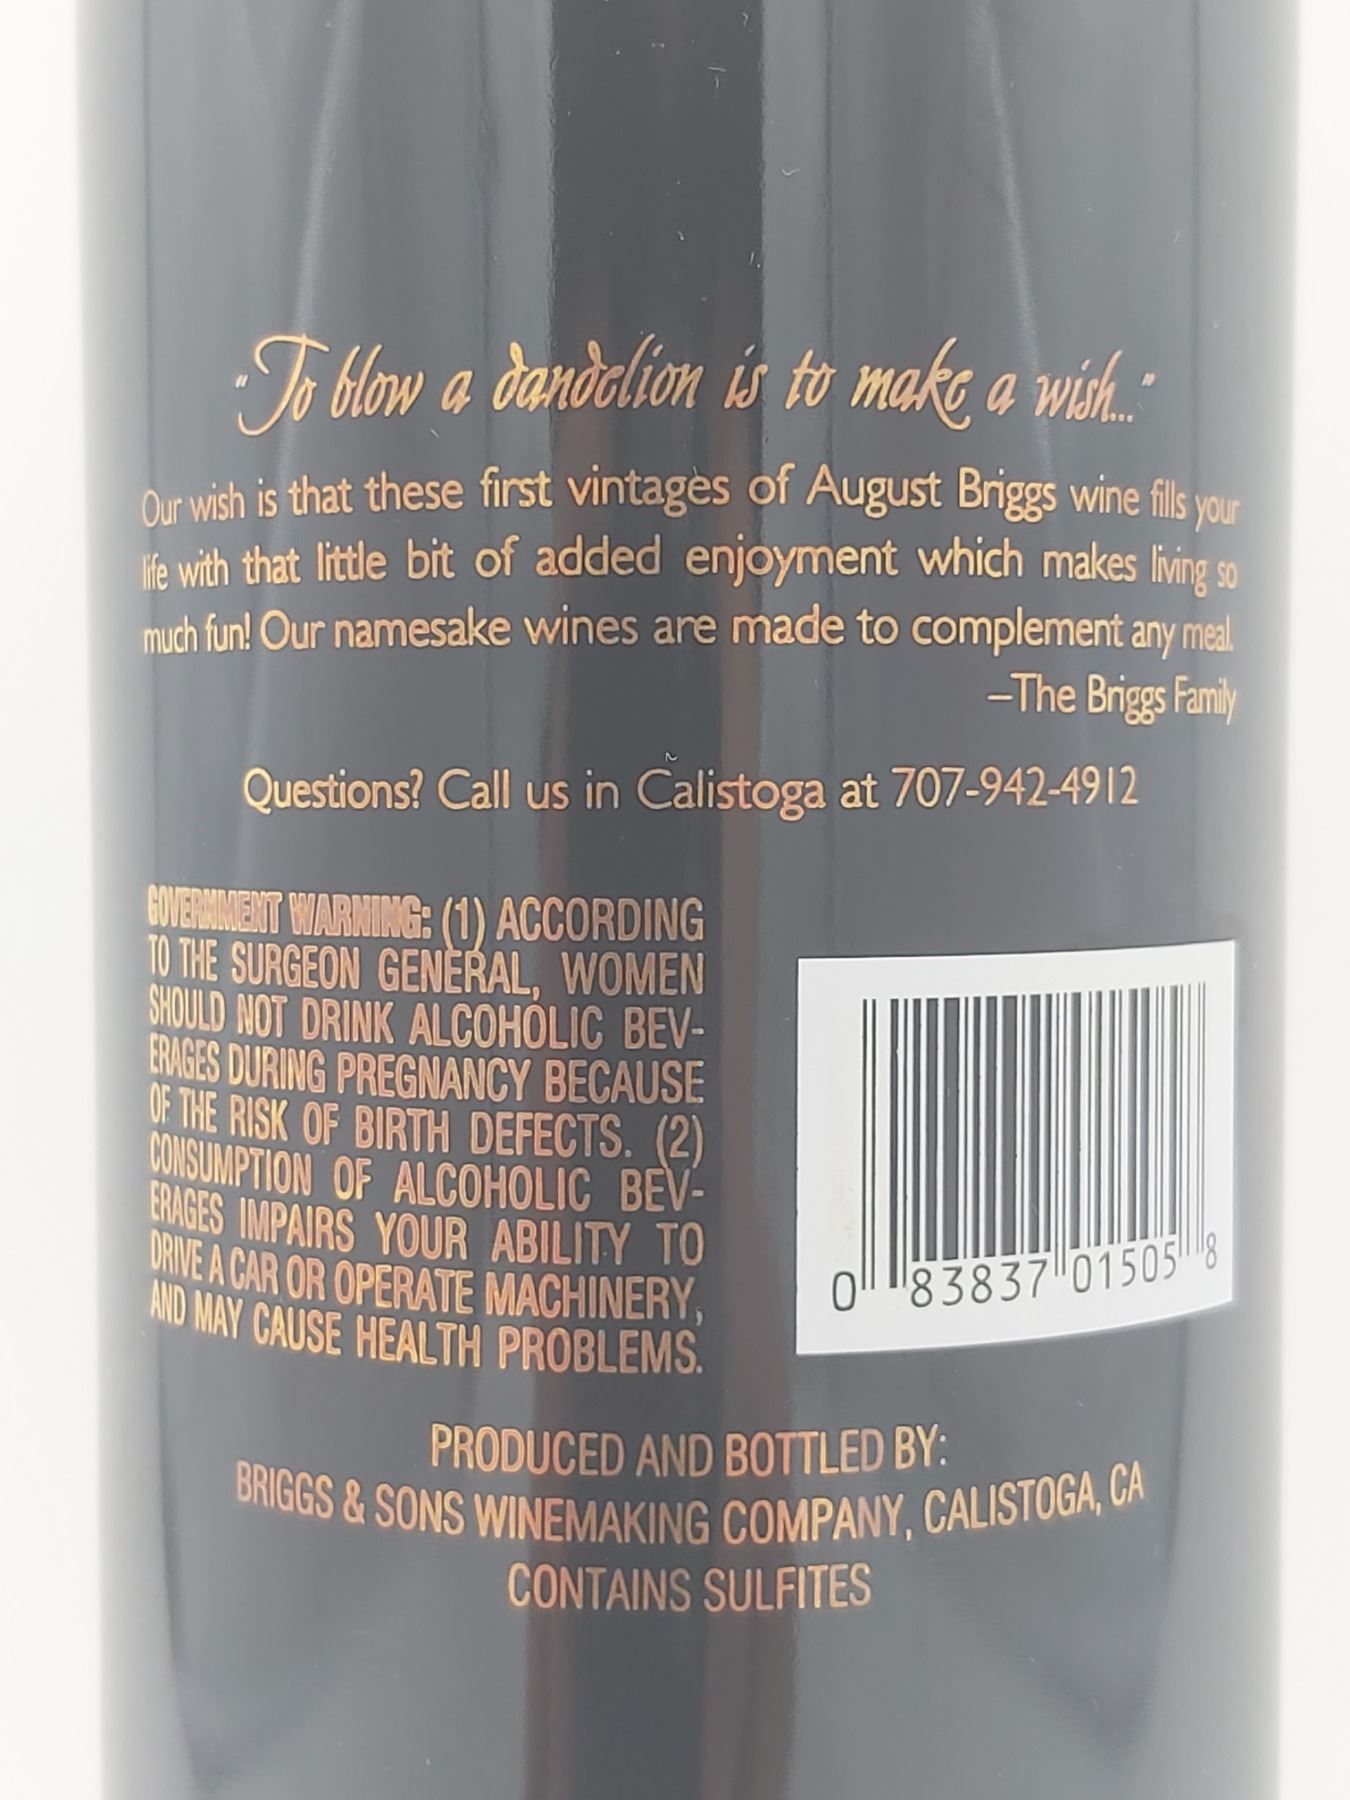 "To blow a dandelion is to make a wish..."
Our wish is that these first vintages of August Briggs wine fills your
life with that little bit of added enjoyment which makes living so
much fun! Our namesake wines are made to complement any meal.
–The Briggs Family
Questions? Call us in Calistoga at 707-942-4912
GOVERNMENT WARNING: (1) ACCORDING
TO THE SURGEON GENERAL, WOMEN
SHOULD NOT DRINK ALCOHOLIC BEV-
ERAGES DURING PREGNANCY BECAUSE
OF THE RISK OF BIRTH DEFECTS. (2)
CONSUMPTION OF ALCOHOLIC BEV-
ERAGES IMPAIRS YOUR ABILITY TO
DRIVE A CAR OR OPERATE MACHINERY,
AND MAY CAUSE HEALTH PROBLEMS.
0 83837 01505 8
PRODUCED AND BOTTLED BY:
BRIGGS & SONS WINEMAKING COMPANY, CALISTOGA, CA
CONTAINS SULFITES